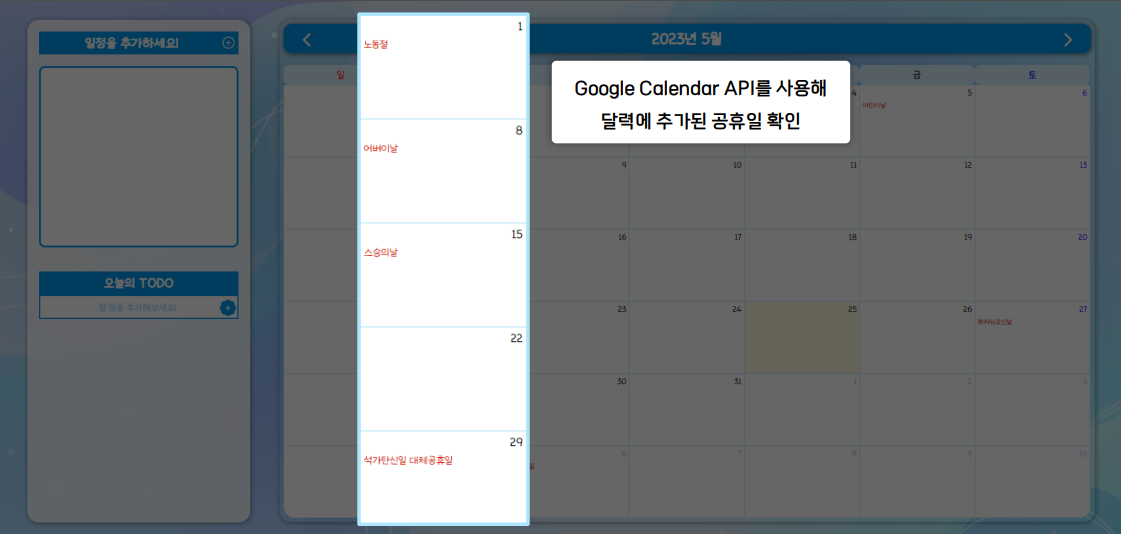 일정을 추가하세요!
오늘의 TODO
할 일을 추가해보세요!
2023년 5월
일 금 토
1
노동절
8
어버이날
15
스승의날
22
29
석가탄신일 대체공휴일
Google Calendar API를 사용해
달력에 추가된 공휴일 확인
4 5 6
어린이날
9 10 11 12 13
16 17 18 19 20
23 24 25 26 27
부처님오신날
30 31 1 2 3
6 7 8 9 10